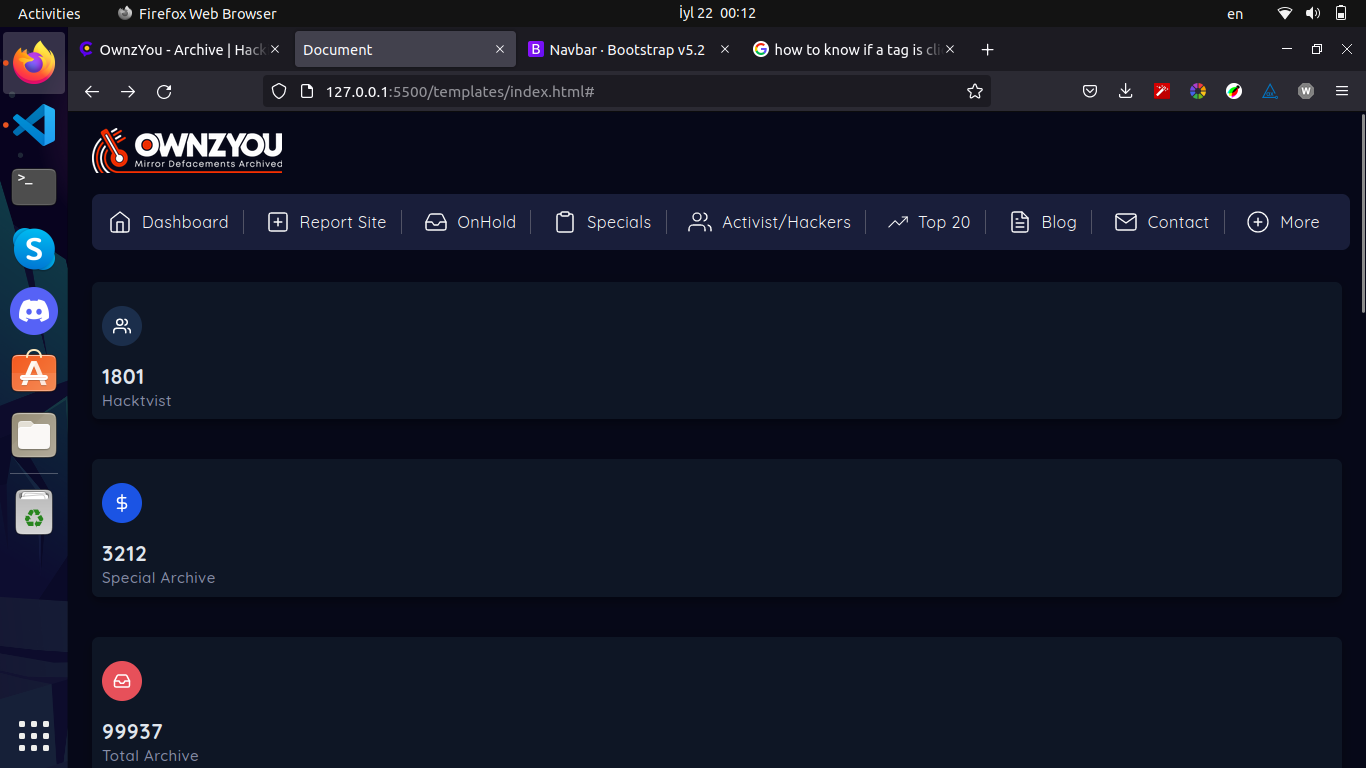 Activities Firefox Web Browser İyl 22 00:12 en
OwnzYou - Archive | Hack Document Navbar · Bootstrap v5.2 how to know if a tag is cli
127.0.0.1:5500/templates/index.html#
OWNZYOU
Mirror Defacements Archived
Dashboard Report Site OnHold Specials Activist/Hackers Top 20 Blog Contact More
1801
Hacktvist
3212
Special Archive
99937
Total Archive